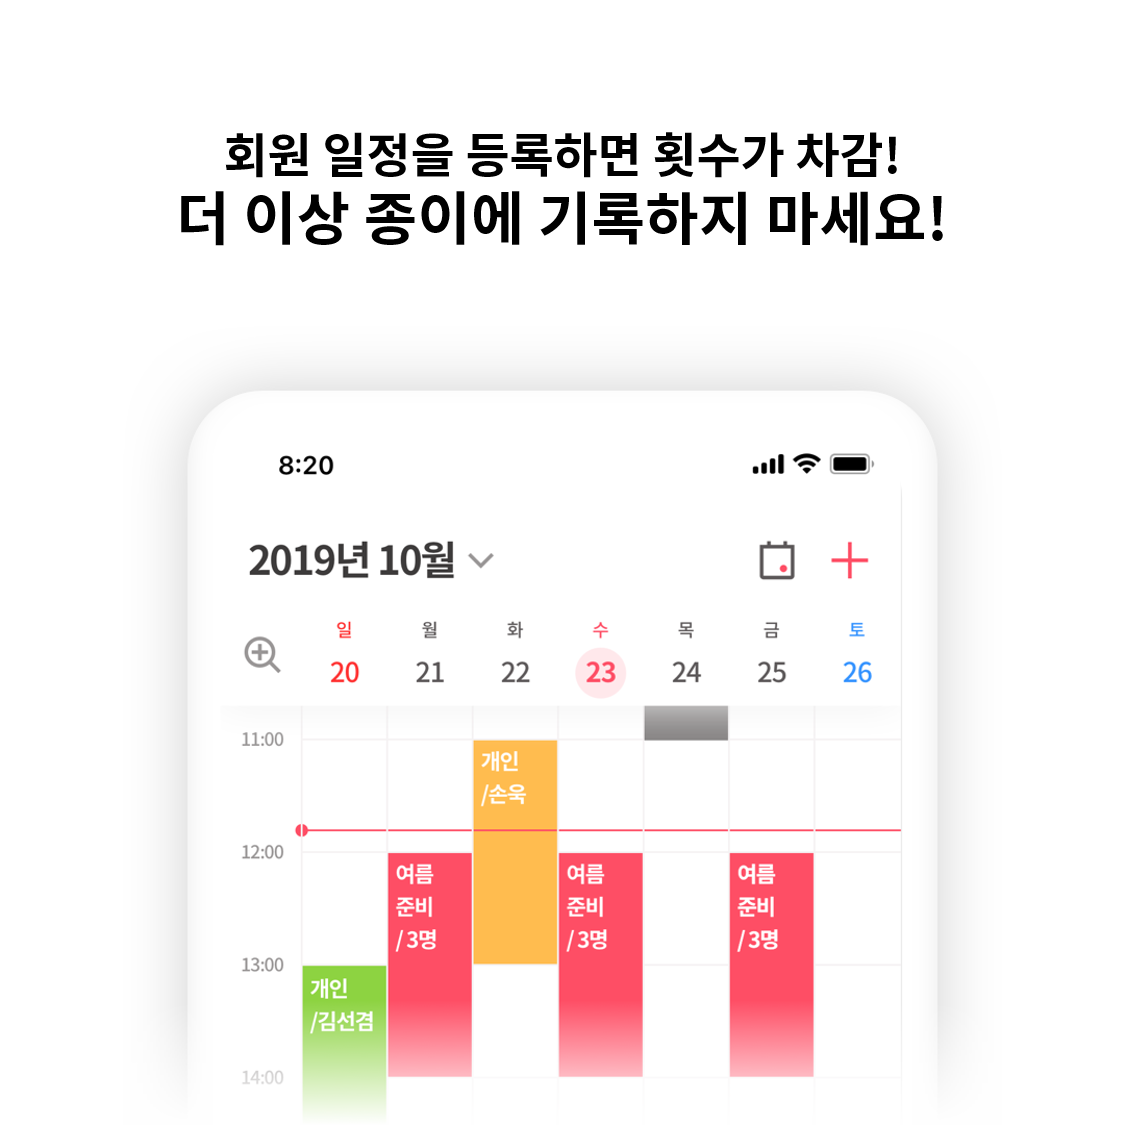 회원 일정을 등록하면 횟수가 차감!
더 이상 종이에 기록하지 마세요!
8:20
2019년 10월
일 월 화 수 목 금 토
20 21 22 23 24 25 26
11:00
개인
/손욱
12:00
여름
준비
/ 3명
여름
준비
/ 3명
여름
준비
/ 3명
13:00
개인
/김선겸
14:00